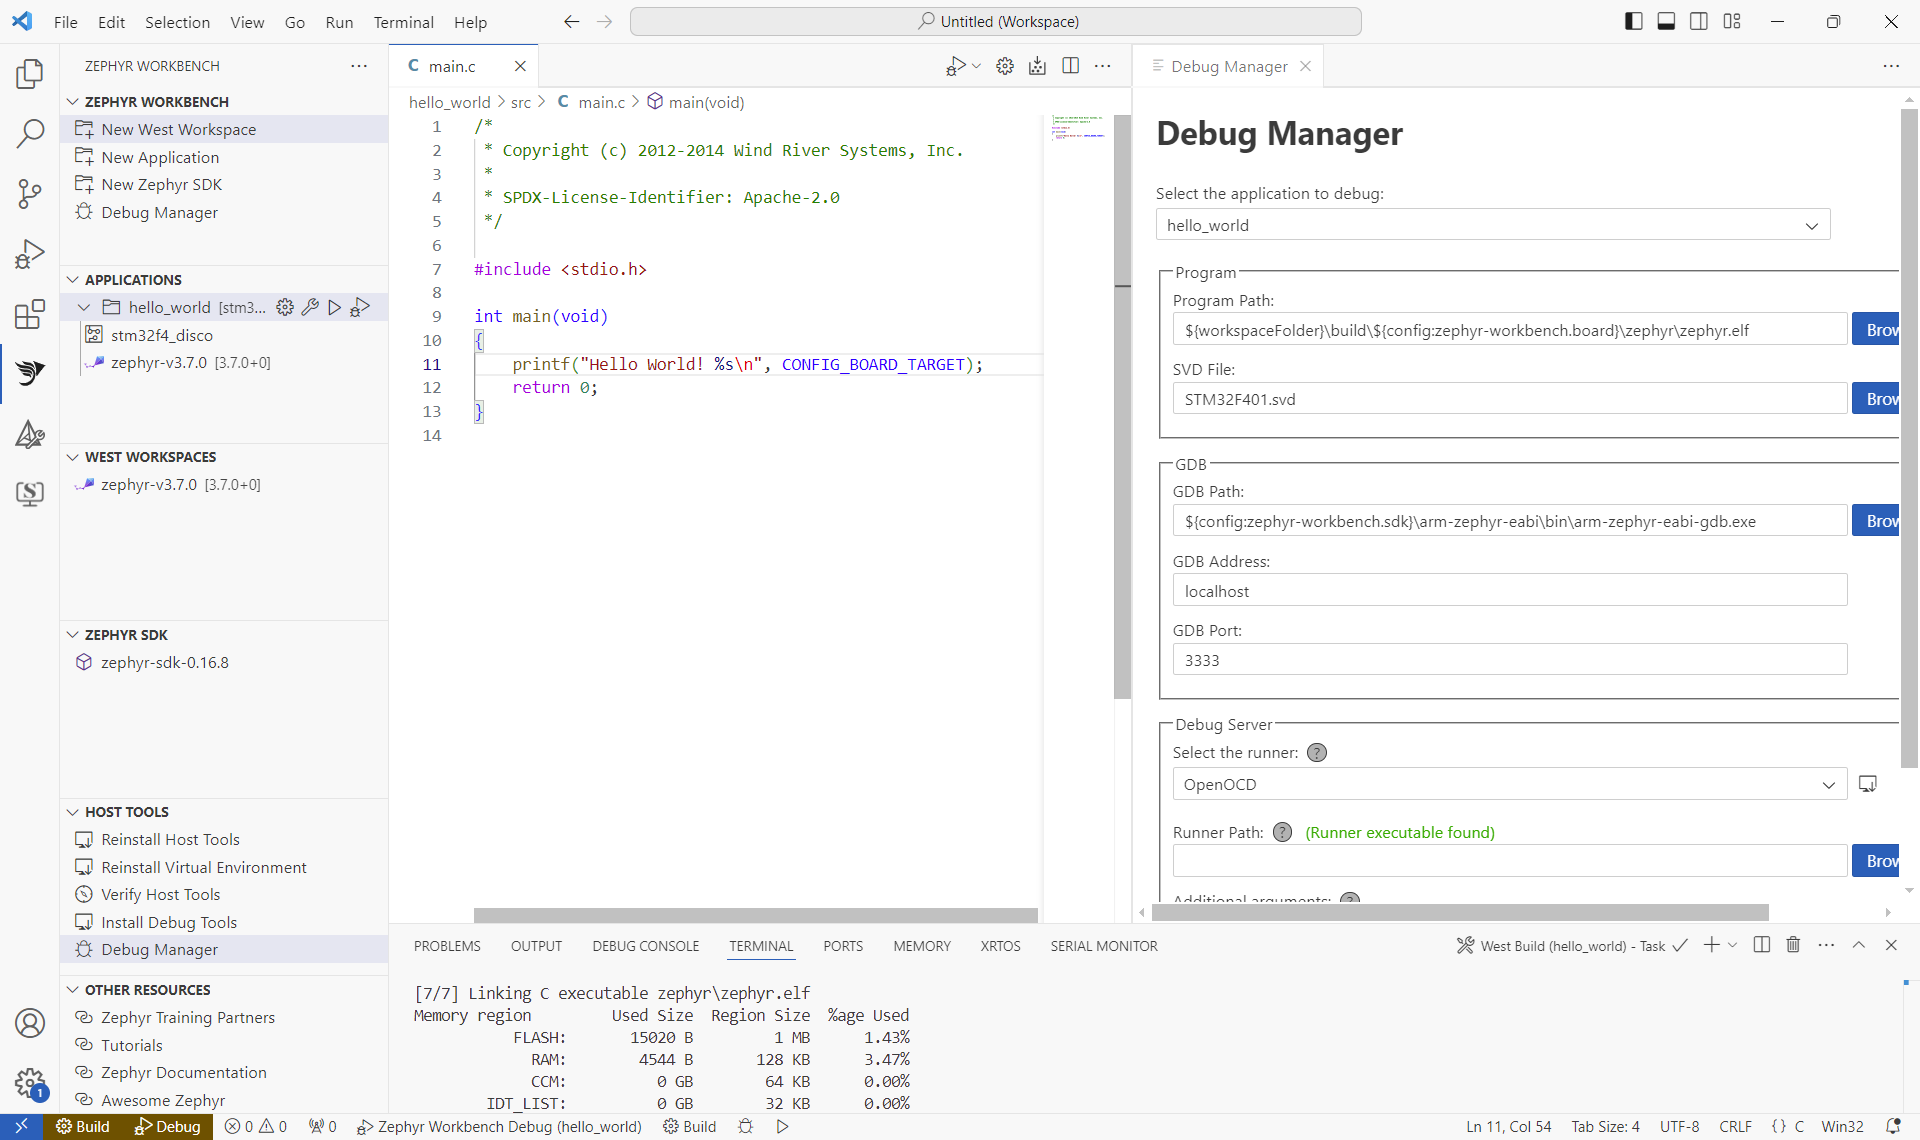 File Edit Selection View Go Run Terminal Help
Untitled (Workspace)
ZEPHYR WORKBENCH
ZEPHYR WORKBENCH
New West Workspace
New Application
New Zephyr SDK
Debug Manager
APPLICATIONS
hello_world [stm3...
stm32f4_disco
zephyr-v3.7.0 [3.7.0+0]
WEST WORKSPACES
zephyr-v3.7.0 [3.7.0+0]
ZEPHYR SDK
zephyr-sdk-0.16.8
HOST TOOLS
Reinstall Host Tools
Reinstall Virtual Environment
Verify Host Tools
Install Debug Tools
Debug Manager
OTHER RESOURCES
Zephyr Training Partners
Tutorials
Zephyr Documentation
Awesome Zephyr
1
C main.c
hello_world > src > C main.c > main(void)
1 /*
2 * Copyright (c) 2012-2014 Wind River Systems, Inc.
3 *
4 * SPDX-License-Identifier: Apache-2.0
5 */
6
7 #include <stdio.h>
8
9 int main(void)
10 {
11 printf("Hello World! %s\n", CONFIG_BOARD_TARGET);
12 return 0;
13 }
14
Debug Manager
Debug Manager
Select the application to debug:
hello_world
Program
Program Path:
${workspaceFolder}\build\${config:zephyr-workbench.board}\zephyr\zephyr.elf
Brow
SVD File:
STM32F401.svd
Brow
GDB
GDB Path:
${config:zephyr-workbench.sdk}\arm-zephyr-eabi\bin\arm-zephyr-eabi-gdb.exe
Brow
GDB Address:
localhost
GDB Port:
3333
Debug Server
Select the runner: ?
OpenOCD
Runner Path: ? (Runner executable found)
Brow
Additional arguments: ?
PROBLEMS OUTPUT DEBUG CONSOLE TERMINAL PORTS MEMORY XRTOS SERIAL MONITOR
West Build (hello_world) - Task
[7/7] Linking C executable zephyr\zephyr.elf
Memory region Used Size Region Size %age Used
FLASH: 15020 B 1 MB 1.43%
RAM: 4544 B 128 KB 3.47%
CCM: 0 GB 64 KB 0.00%
IDT_LIST: 0 GB 32 KB 0.00%
Build Debug 0 0 0 Zephyr Workbench Debug (hello_world) Build
Ln 11, Col 54 Tab Size: 4 UTF-8 CRLF {} C Win32